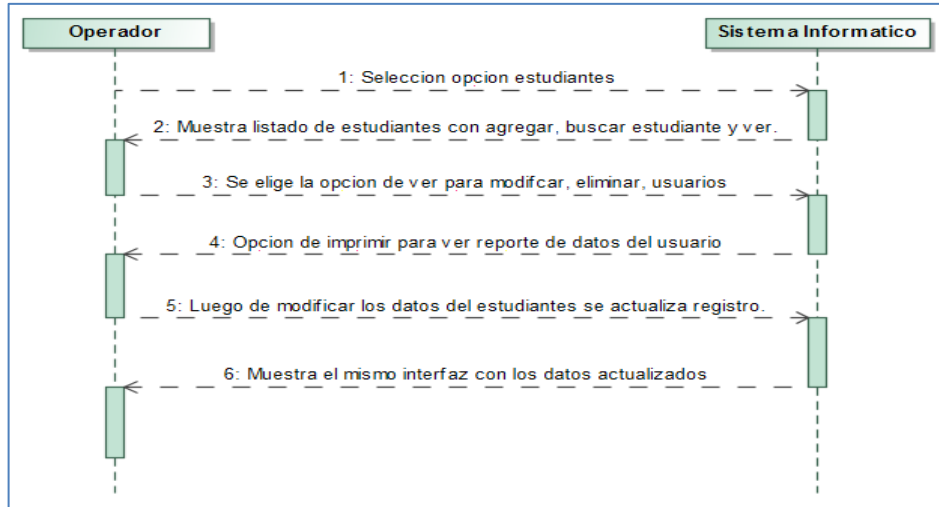 Operador
Sistema Informatico
1: Seleccion opcion estudiantes
2: Muestra listado de estudiantes con agregar, buscar estudiante y ver.
3: Se elige la opcion de ver para modifcar, eliminar, usuarios
4: Opcion de imprimir para ver reporte de datos del usuario
5: Luego de modificar los datos del estudiantes se actualiza registro.
6: Muestra el mismo interfaz con los datos actualizados